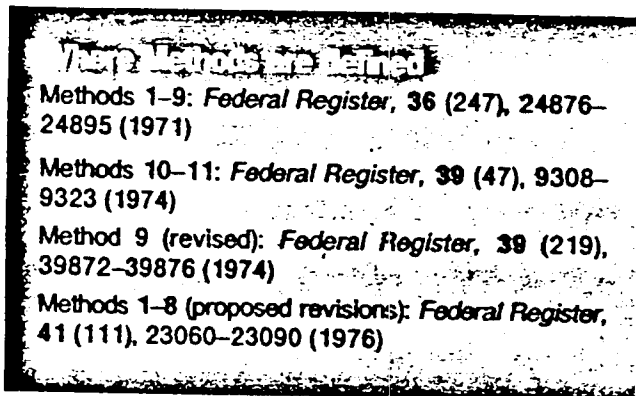 Where Methods are Defined
Methods 1–9: Federal Register, 36 (247), 24876–
24895 (1971)
Methods 10–11: Federal Register, 39 (47), 9308–
9323 (1974)
Method 9 (revised): Federal Register, 39 (219),
39872–39876 (1974)
Methods 1–8 (proposed revisions): Federal Register,
41 (111), 23060–23090 (1976)